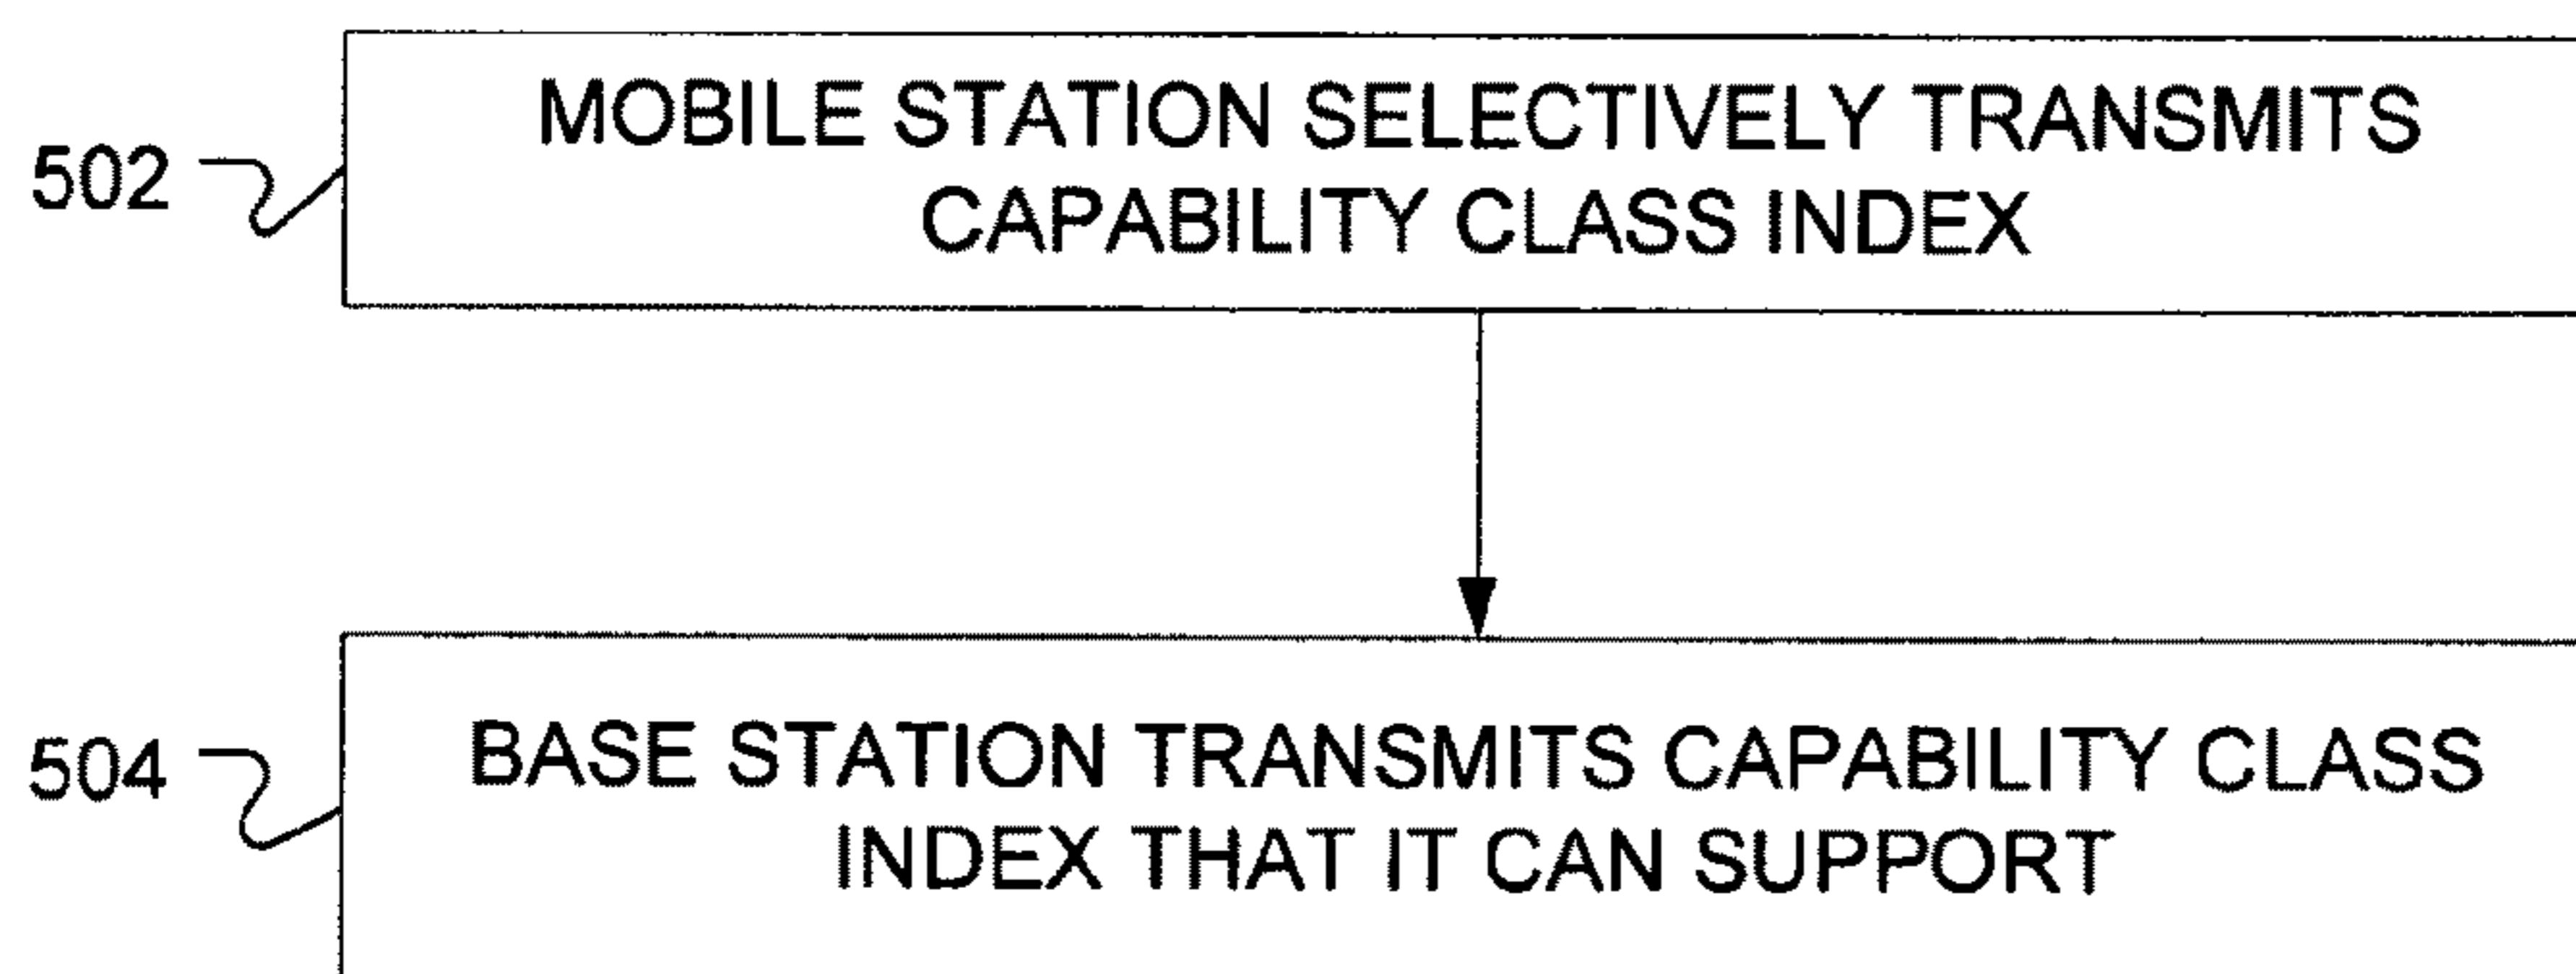 MOBILE STATION SELECTIVELY TRANSMITS
CAPABILITY CLASS INDEX
502
BASE STATION TRANSMITS CAPABILITY CLASS
INDEX THAT IT CAN SUPPORT
504